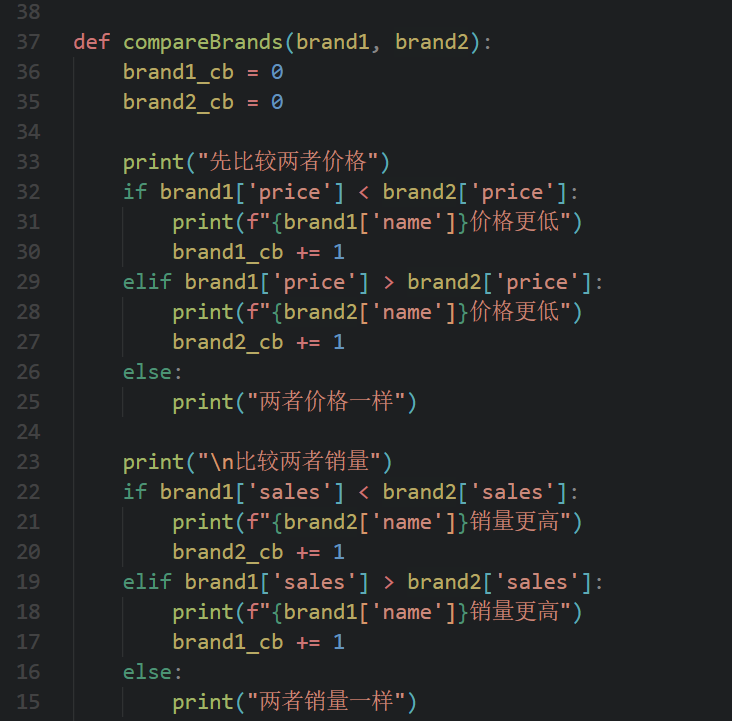 38
37 def compareBrands(brand1, brand2):
36     brand1_cb = 0
35     brand2_cb = 0
34
33     print("先比较两者价格")
32     if brand1['price'] < brand2['price']:
31         print(f"{brand1['name']}价格更低")
30         brand1_cb += 1
29     elif brand1['price'] > brand2['price']:
28         print(f"{brand2['name']}价格更低")
27         brand2_cb += 1
26     else:
25         print("两者价格一样")
24
23     print("\n比较两者销量")
22     if brand1['sales'] < brand2['sales']:
21         print(f"{brand2['name']}销量更高")
20         brand2_cb += 1
19     elif brand1['sales'] > brand2['sales']:
18         print(f"{brand1['name']}销量更高")
17         brand1_cb += 1
16     else:
15         print("两者销量一样")